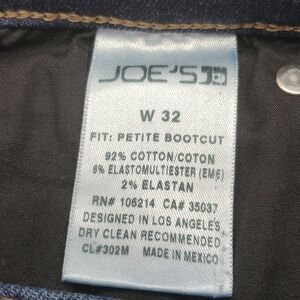 JOE'S
W 32
FIT: PETITE BOOTCUT
92% COTTON/COTON
6% ELASTOMULTIESTER (EME)
2% ELASTAN
RN# 106214 CA# 35037
DESIGNED IN LOS ANGELES
DRY CLEAN RECOMMENDED
CL#302M MADE IN MEXICO